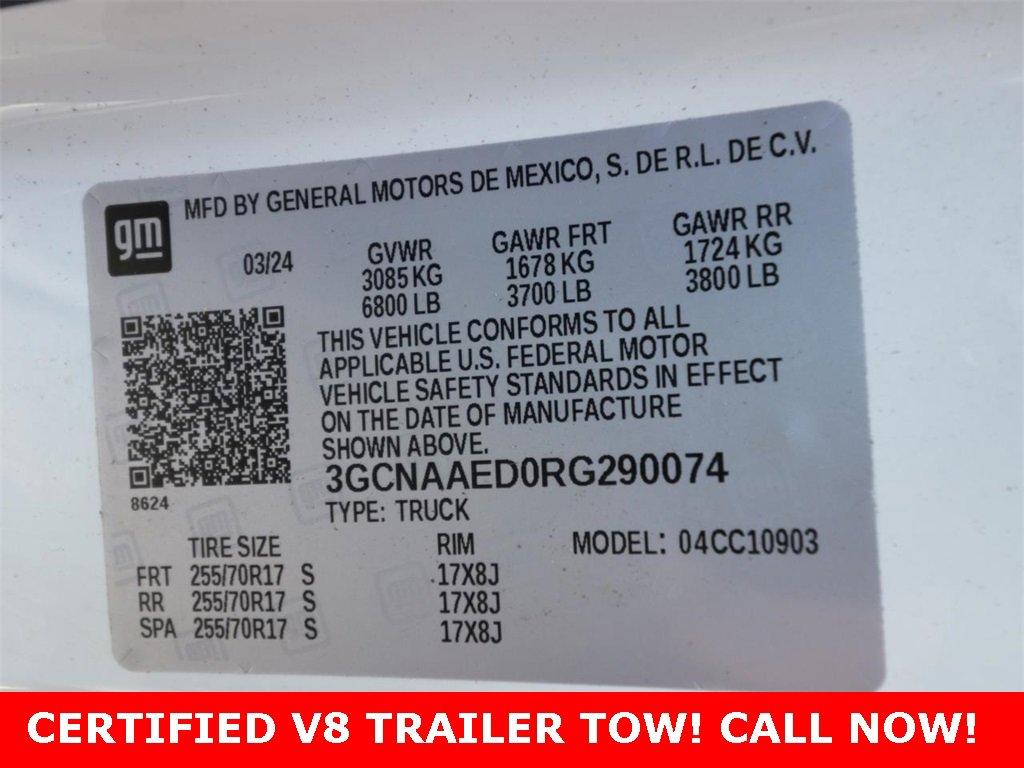 MFD BY GENERAL MOTORS DE MEXICO, S. DE R.L. DE C.V.
gm
03/24
GVWR
3085 KG
6800 LB
GAWR FRT
1678 KG
3700 LB
GAWR RR
1724 KG
3800 LB
THIS VEHICLE CONFORMS TO ALL
APPLICABLE U.S. FEDERAL MOTOR
VEHICLE SAFETY STANDARDS IN EFFECT
ON THE DATE OF MANUFACTURE
SHOWN ABOVE.
3GCNAAED0RG290074
8624
TYPE: TRUCK
TIRE SIZE RIM MODEL: 04CC10903
FRT 255/70R17 S 17X8J
RR 255/70R17 S 17X8J
SPA 255/70R17 S 17X8J
CERTIFIED V8 TRAILER TOW! CALL NOW!